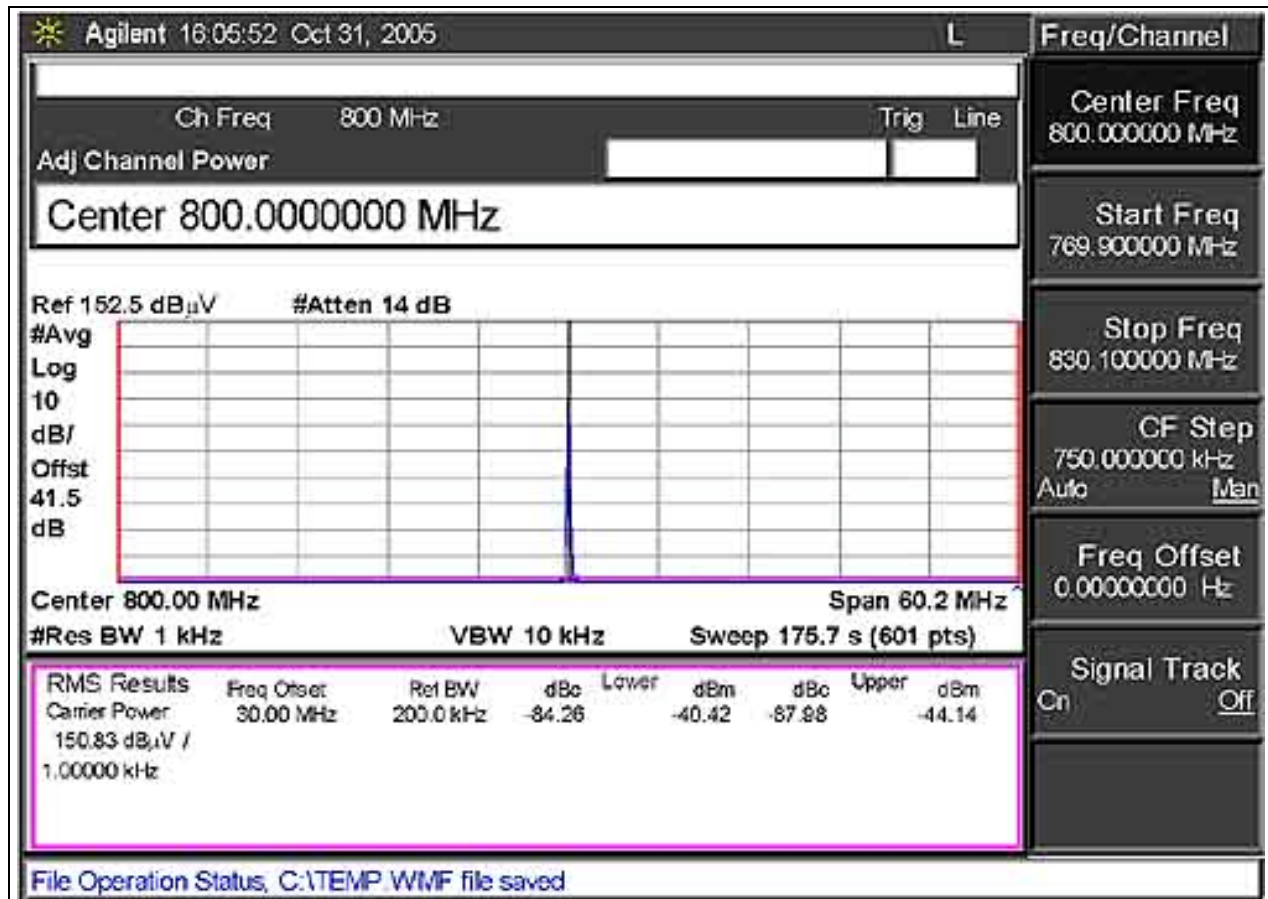 Agilent 16:05:52 Oct 31, 2005 L
Freq/Channel
Ch Freq 800 MHz Trig Line
Adj Channel Power
Center 800.0000000 MHz
Ref 152.5 dBµV #Atten 14 dB
#Avg
Log
10
dB/
Offst
41.5
dB
Center 800.00 MHz Span 60.2 MHz
#Res BW 1 kHz VBW 10 kHz Sweep 175.7 s (601 pts)
RMS Results Freq Offset Ref BW dBc Lower dBm dBc Upper dBm
Carrier Power 30.00 MHz 200.0 kHz -84.26 -40.42 -87.98 -44.14
150.83 dBµV /
1.00000 kHz
File Operation Status, C:\TEMP.WMF file saved
Center Freq
800.000000 MHz
Start Freq
769.900000 MHz
Stop Freq
830.100000 MHz
CF Step
750.000000 kHz
Auto Man
Freq Offset
0.00000000 Hz
Signal Track
On Off